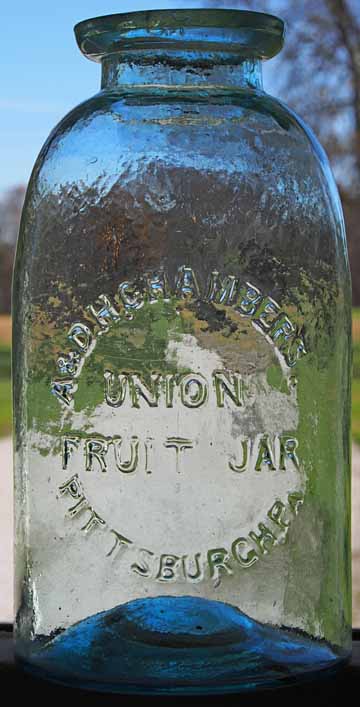 A & D H CHAMBERS
UNION
FRUIT JAR
PITTSBURGH PA